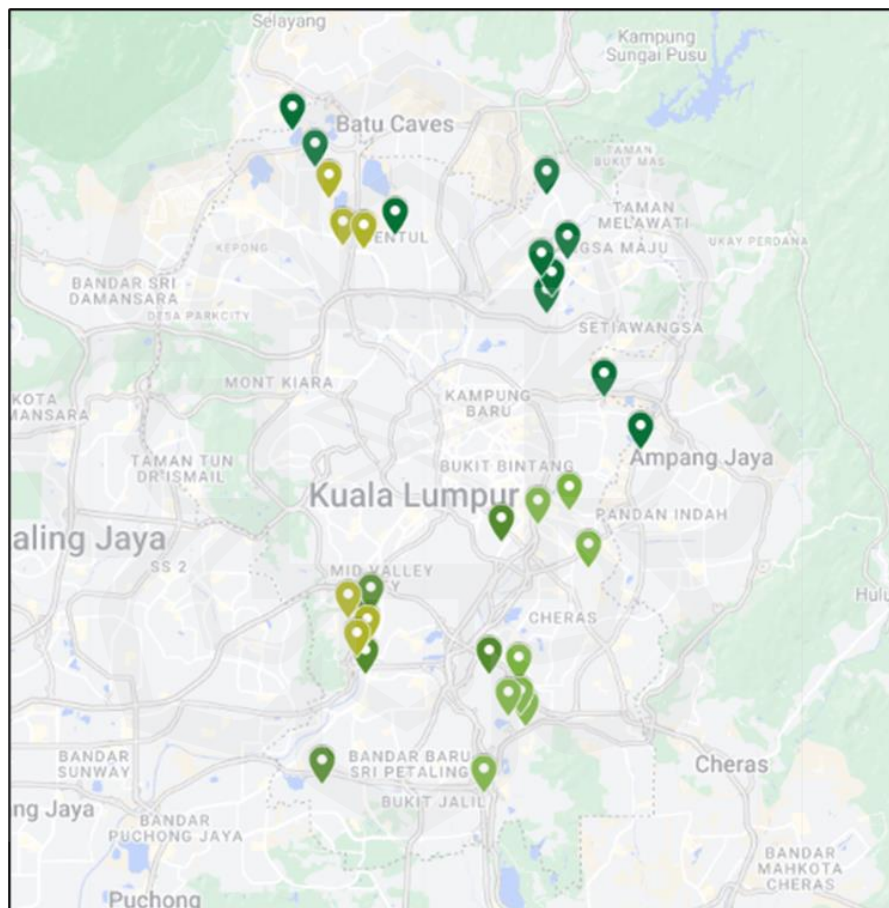 Selayang
Kampung
Sungai Pusu
Batu Caves
TAMAN
BUKIT MAS
TAMAN
MELAWATI
ENTUL
KEPONG
GSA MAJU
UKAY PERDANA
BANDAR SRI
DAMANSARA
DESA PARKCITY
SETIAWANGSA
MONT KIARA
KAMPUNG
BARU
KOTA
MANSARA
TAMAN TUN
DR ISMAIL
BUKIT BINTANG
Ampang Jaya
Kuala Lumpur
PANDAN INDAH
aling Jaya
SS 2
MID VALLEY
Y
CHERAS
Hulu
BANDAR
SUNWAY
BANDAR BARU
SRI PETALING
Cheras
BUKIT JALIL
ng Jaya
BANDAR
PUCHONG JAYA
BANDAR
MAHKOTA
CHERAS
Puchong